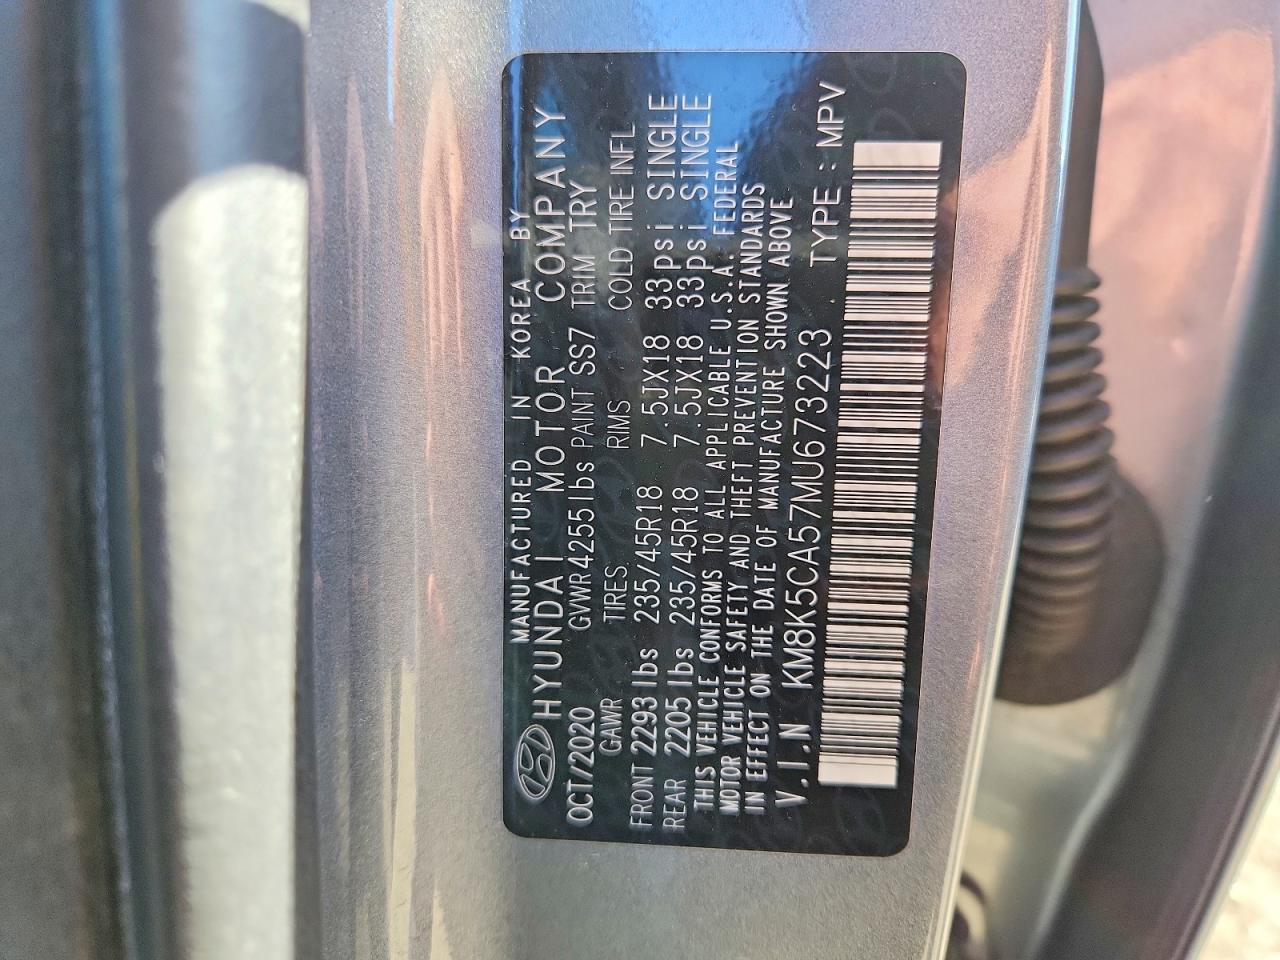 MANUFACTURED IN KOREA BY
HYUNDAI MOTOR COMPANY
OCT/2020 GVWR 4255 lbs PAINT SS7 TRIM TRY
GAWR TIRES RIMS COLD TIRE INFL
FRONT 2293 lbs 235/45R18 7.5JX18 33psi SINGLE
REAR 2205 lbs 235/45R18 7.5JX18 33psi SINGLE
THIS VEHICLE CONFORMS TO ALL APPLICABLE U.S.A. FEDERAL
MOTOR VEHICLE SAFETY AND THEFT PREVENTION STANDARDS
IN EFFECT ON THE DATE OF MANUFACTURE SHOWN ABOVE
V.I.N KM8K5CA57MU673223 TYPE : MPV